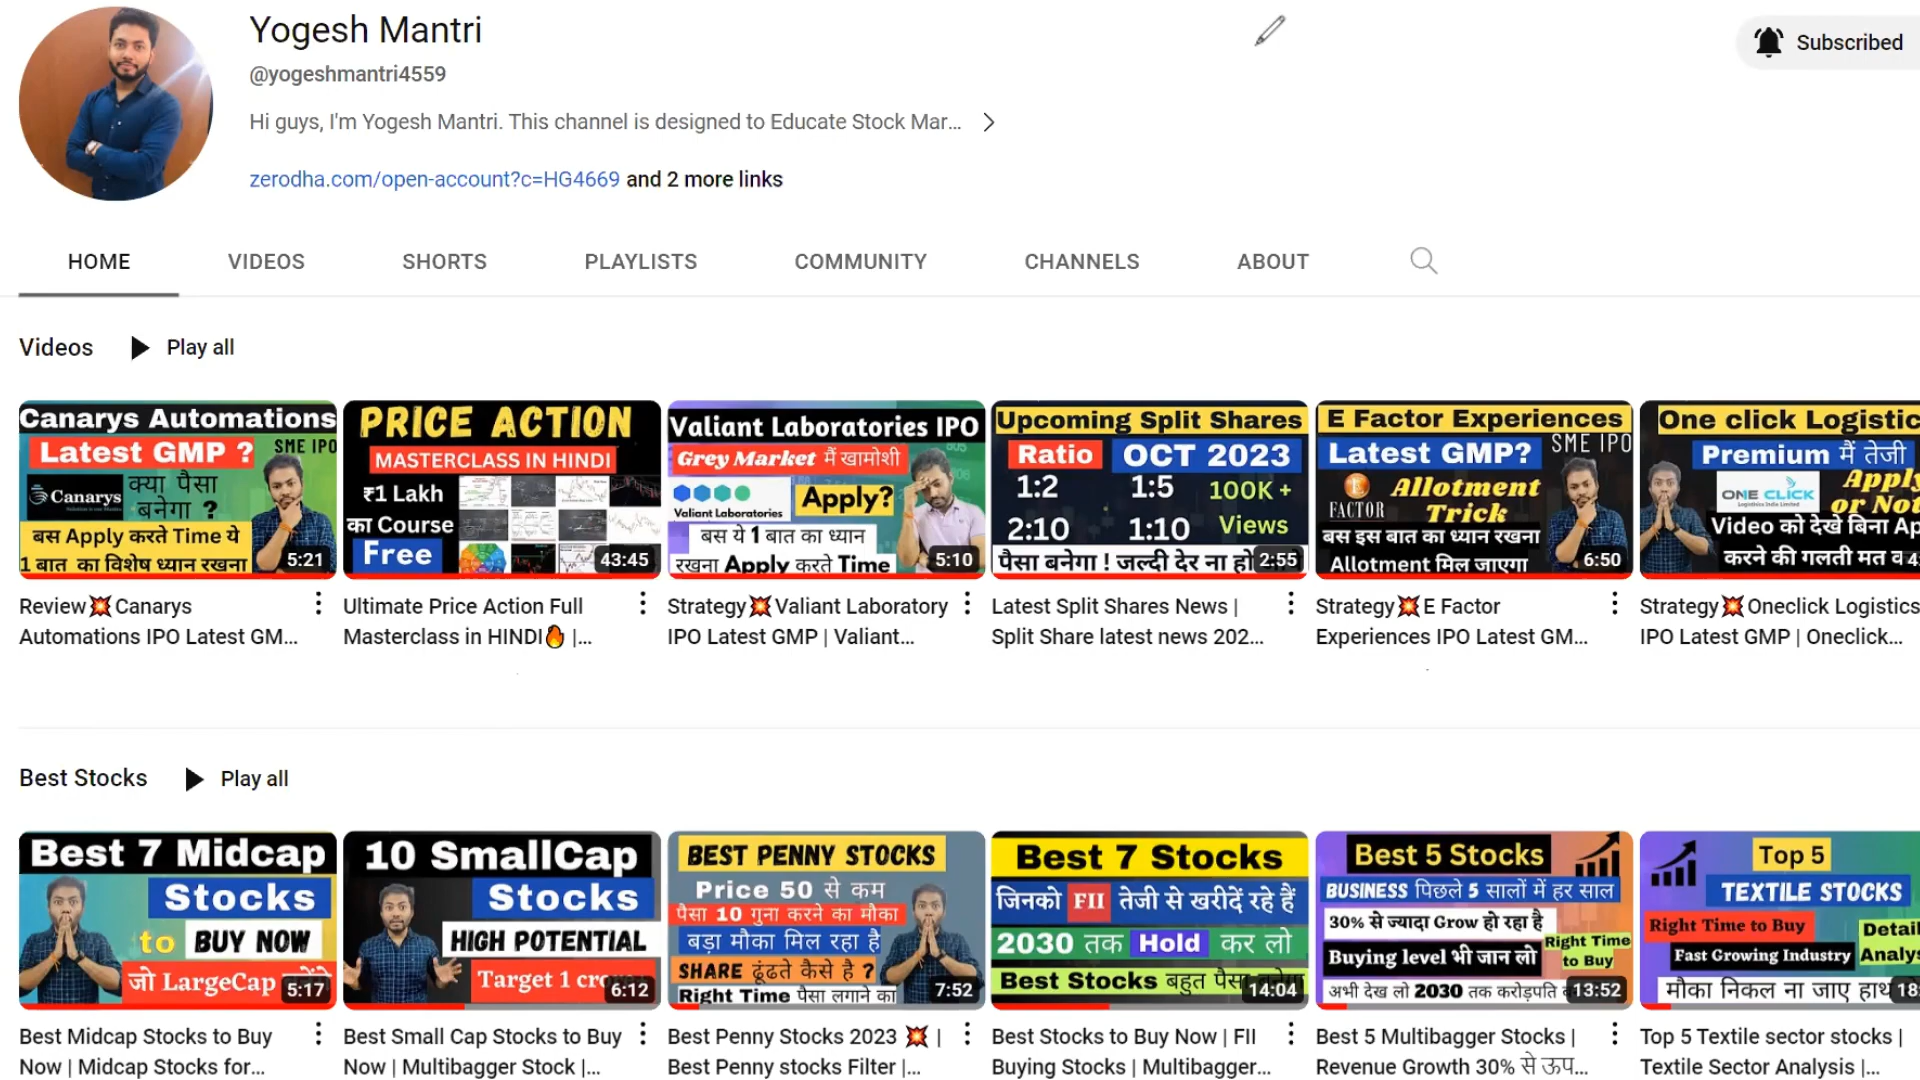 Yogesh Mantri
@yogeshmantri4559
Subscribed
Hi guys, I'm Yogesh Mantri. This channel is designed to Educate Stock Mar...
zerodha.com/open-account?c=HG4669 and 2 more links
HOME
VIDEOS
SHORTS
PLAYLISTS
COMMUNITY
CHANNELS
ABOUT
Videos
Play all
Canarys Automations
Latest GMP ?
SME IPO
Canarys
क्या पैसा
बनेगा ?
बस Apply करते Time ये
1 बात का विशेष ध्यान रखना
5:21
Review💥Canarys
Automations IPO Latest GM...
PRICE ACTION
MASTERCLASS IN HINDI
₹1 Lakh
का Course
Free
43:45
Ultimate Price Action Full
Masterclass in HINDI🔥 |...
Valiant Laboratories IPO
Grey Market में खामोशी
Valiant Laboratories
Apply?
बस ये 1 बात का ध्यान
रखना Apply करते Time
5:10
Strategy💥Valiant Laboratory
IPO Latest GMP | Valiant...
Upcoming Split Shares
Ratio
OCT 2023
1:2
1:5
100K +
2:10
1:10
Views
पैसा बनेगा ! जल्दी देर ना हो
2:55
Latest Split Shares News |
Split Share latest news 202...
E Factor Experiences
Latest GMP?
SME IPO
FACTOR
Allotment
Trick
बस इस बात का ध्यान रखना
Allotment मिल जाएगा
6:50
Strategy💥E Factor
Experiences IPO Latest GM...
One click Logistic
Premium मैं तेजी
ONE CLICK
Logistics India Limited
Apply
or Not
Video को देखे बिना Ap
करने की गलती मत व
4
Strategy💥Oneclick Logistics
IPO Latest GMP | Oneclick...
Best Stocks
Play all
Best 7 Midcap
Stocks
to BUY NOW
जो LargeCap
5:17
Best Midcap Stocks to Buy
Now | Midcap Stocks for...
10 SmallCap
Stocks
HIGH POTENTIAL
Target 1 cro
6:12
Best Small Cap Stocks to Buy
Now | Multibagger Stock |...
BEST PENNY STOCKS
Price 50 से कम
पैसा 10 गुना करने का मौका
बड़ा मौका मिल रहा है
SHARE ढूंढते कैसे है ?
Right Time पैसा लगाने का
7:52
Best Penny Stocks 2023 💥 |
Best Penny stocks Filter |...
Best 7 Stocks
जिनको FII तेजी से खरीदें रहे हैं
2030 तक Hold कर लो
Best Stocks बहुत पैसा
14:04
Best Stocks to Buy Now | FII
Buying Stocks | Multibagger...
Best 5 Stocks
BUSINESS पिछले 5 सालों में हर साल
30% से ज्यादा Grow हो रहा है
Buying level भी जान लो
Right Time
to Buy
अभी देख लो 2030 तक करोड़पति
13:52
Best 5 Multibagger Stocks |
Revenue Growth 30% से ऊप...
Top 5
TEXTILE STOCKS
Right Time to Buy
Fast Growing Industry
Detail
Analys
मौका निकल ना जाए हाथ
18
Top 5 Textile sector stocks |
Textile Sector Analysis |...